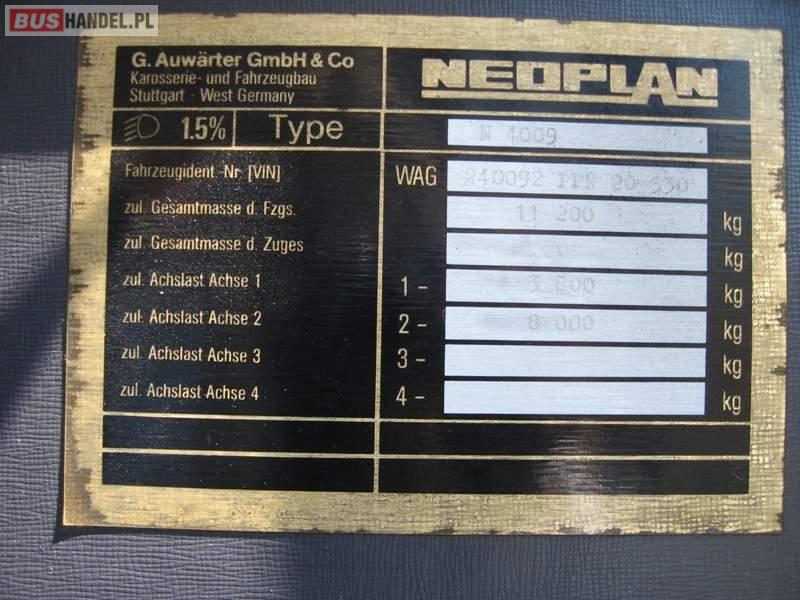 BUSHANDEL.PL
G. Auwärter GmbH & Co
Karosserie- und Fahrzeugbau
Stuttgart · West Germany
NEOPLAN
1.5% Type N 4009
Fahrzeugident.-Nr [VIN] WAG 240092 20 530
zul. Gesamtmasse d. Fzgs. 11 200 kg
zul. Gesamtmasse d. Zuges kg
zul. Achslast Achse 1 1- 3 800 kg
zul. Achslast Achse 2 2- 8 000 kg
zul. Achslast Achse 3 3- kg
zul. Achslast Achse 4 4- kg